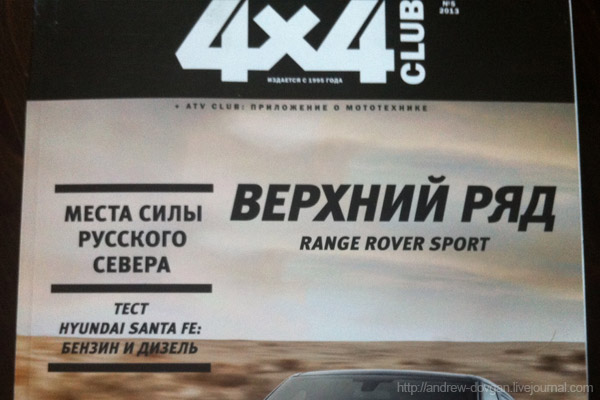 4x4
CLUB
№5
2013
ИЗДАЕТСЯ С 1995 ГОДА
+ ATV CLUB: ПРИЛОЖЕНИЕ О МОТОТЕХНИКЕ
ВЕРХНИЙ РЯД
RANGE ROVER SPORT
МЕСТА СИЛЫ
РУССКОГО
СЕВЕРА
ТЕСТ
HYUNDAI SANTA FE:
БЕНЗИН И ДИЗЕЛЬ
http://andrew-dovgan.livejournal.com